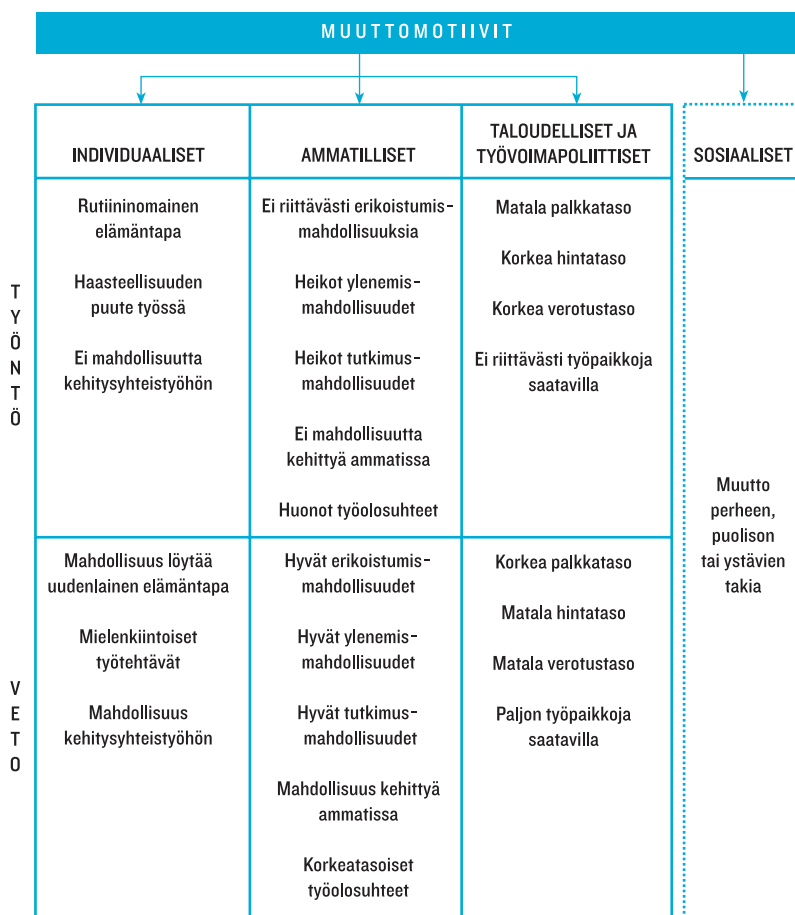 MUUTTOMOTIIVIT
INDIVIDUAALISET
AMMATILLISET
TALOUDELLISET JA
TYÖVOIMAPOLIITTISET
SOSIAALISET
TYÖNTÖ
Rutiininomainen
elämäntapa
Haasteellisuuden
puute työssä
Ei mahdollisuutta
kehitysyhteistyöhön
Ei riittävästi erikoistumis-
mahdollisuuksia
Heikot ylenemis-
mahdollisuudet
Heikot tutkimus-
mahdollisuudet
Ei mahdollisuutta
kehittyä ammatissa
Huonot työolosuhteet
Matala palkkataso
Korkea hintataso
Korkea verotustaso
Ei riittävästi työpaikkoja
saatavilla
VETO
Mahdollisuus löytää
uudenlainen elämäntapa
Mielenkiintoiset
työtehtävät
Mahdollisuus
kehitysyhteistyöhön
Hyvät erikoistumis-
mahdollisuudet
Hyvät ylenemis-
mahdollisuudet
Hyvät tutkimus-
mahdollisuudet
Mahdollisuus kehittyä
ammatissa
Korkeatasoiset
työolosuhteet
Korkea palkkataso
Matala hintataso
Matala verotustaso
Paljon työpaikkoja
saatavilla
Muutto
perheen,
puolison
tai ystävien
takia